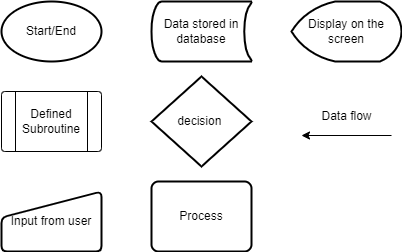 Start/End
Data stored in
database
Display on the
screen
Defined
Subroutine
decision
Data flow
Input from user
Process